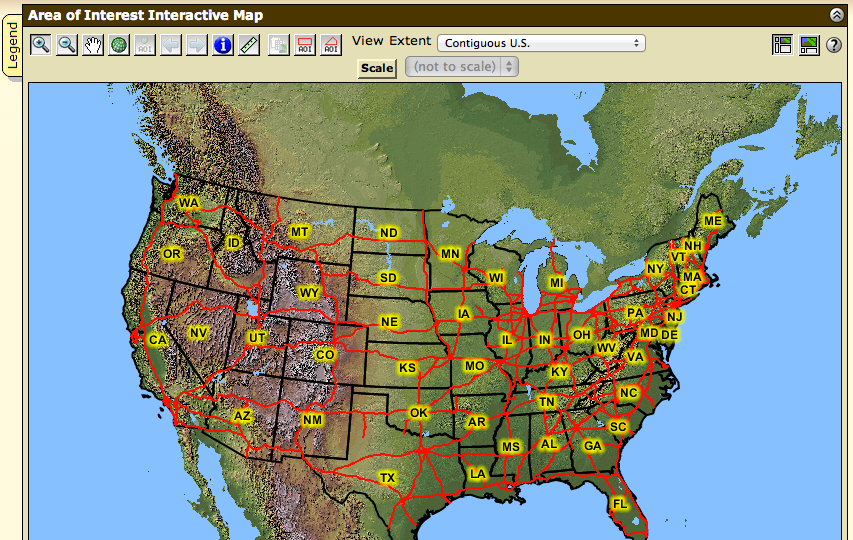 Area of Interest Interactive Map
Legend
View Extent Contiguous U.S.
AOI AOI AOI
Scale (not to scale)
WA
ME
MT ND
OR ID MN NH
VT
WI NY MA
SD MI CT
WY
IA PA NJ
NE
CA NV UT IL IN OH MD DE
WV
CO VA
KS MO KY
NC
TN
AZ NM OK AR SC
MS AL GA
TX LA
FL